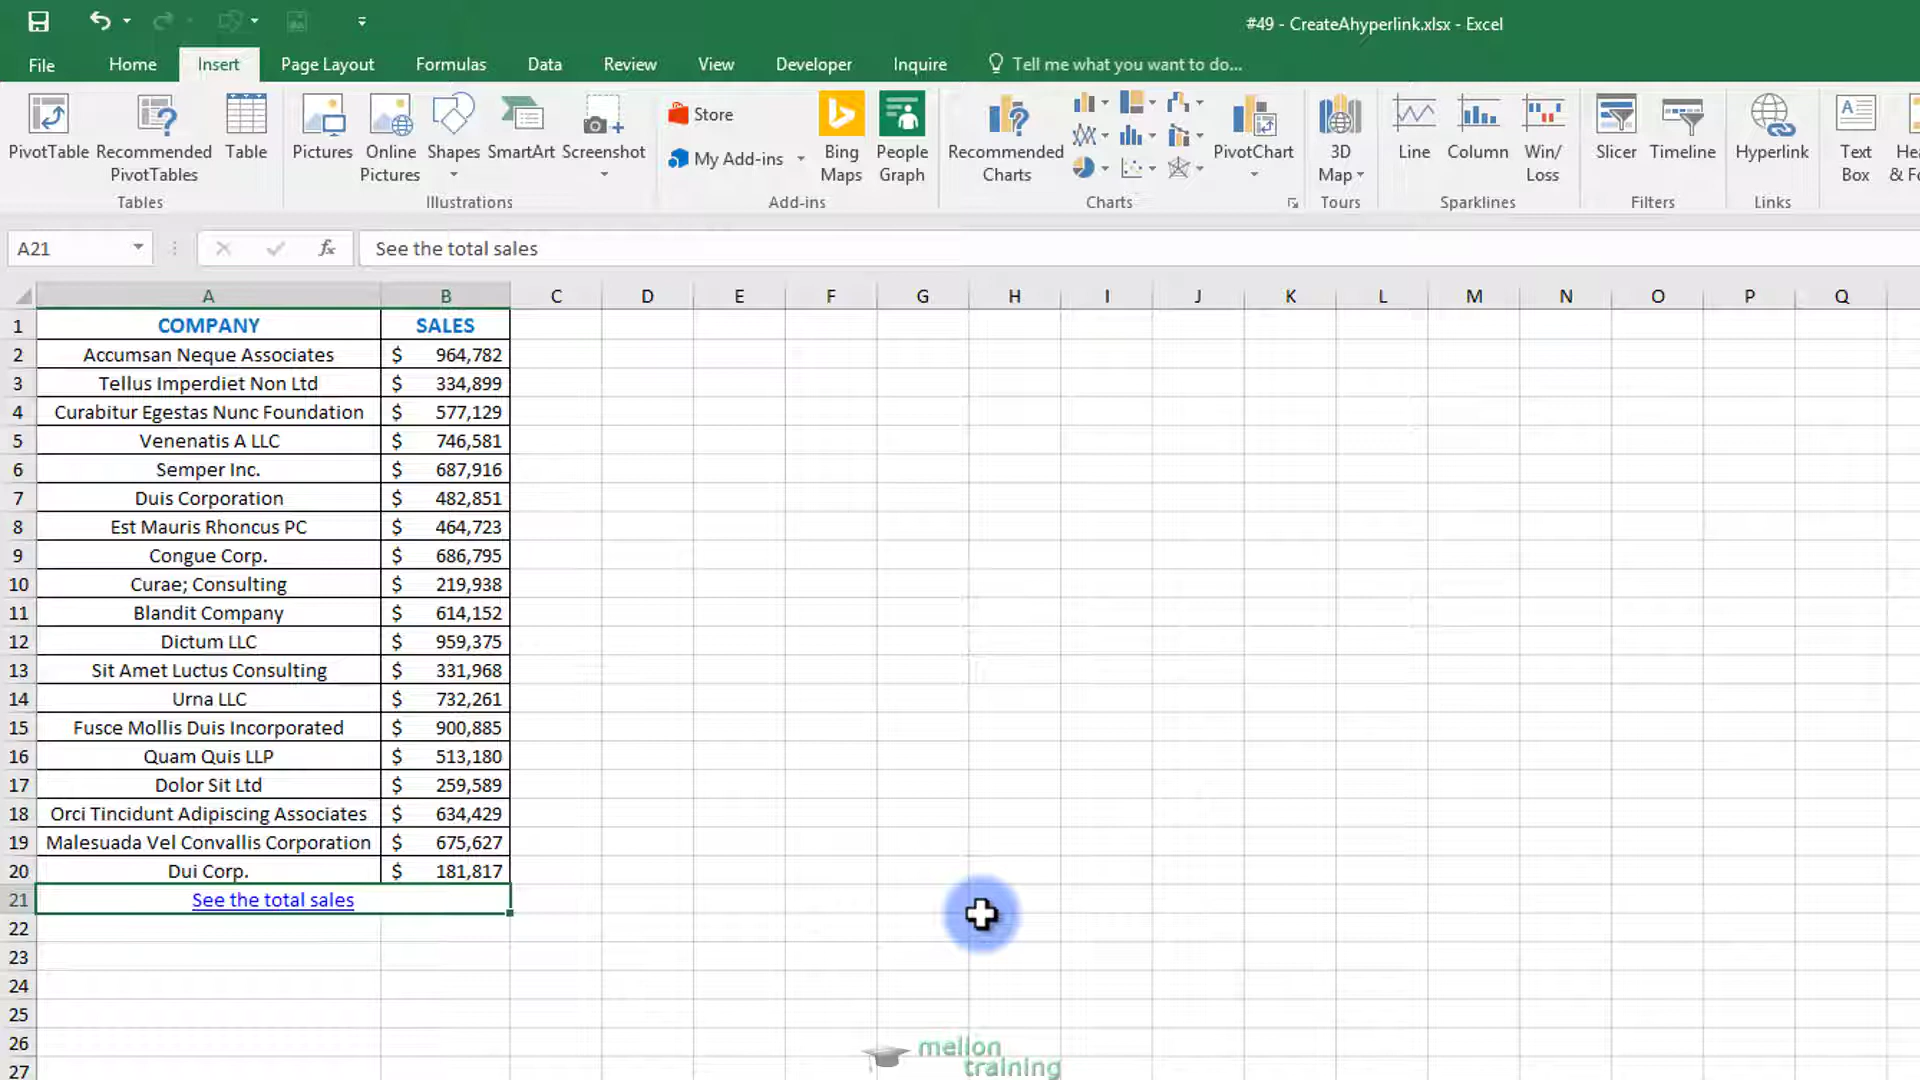 #49 - CreateAhyperlink.xlsx - Excel
File Home Insert Page Layout Formulas Data Review View Developer Inquire Tell me what you want to do...
PivotTable Recommended PivotTables Table
Tables
Pictures Online Pictures Shapes SmartArt Screenshot
Illustrations
Store
My Add-ins
Bing Maps People Graph
Add-ins
Recommended Charts PivotChart
Charts
3D Map
Tours
Line Column Win/ Loss
Sparklines
Slicer Timeline
Filters
Hyperlink
Links
Text Box
A21 fx See the total sales
A B C D E F G H I J K L M N O P Q
1 COMPANY SALES
2 Accumsan Neque Associates $ 964,782
3 Tellus Imperdiet Non Ltd $ 334,899
4 Curabitur Egestas Nunc Foundation $ 577,129
5 Venenatis A LLC $ 746,581
6 Semper Inc. $ 687,916
7 Duis Corporation $ 482,851
8 Est Mauris Rhoncus PC $ 464,723
9 Congue Corp. $ 686,795
10 Curae; Consulting $ 219,938
11 Blandit Company $ 614,152
12 Dictum LLC $ 959,375
13 Sit Amet Luctus Consulting $ 331,968
14 Urna LLC $ 732,261
15 Fusce Mollis Duis Incorporated $ 900,885
16 Quam Quis LLP $ 513,180
17 Dolor Sit Ltd $ 259,589
18 Orci Tincidunt Adipiscing Associates $ 634,429
19 Malesuada Vel Convallis Corporation $ 675,627
20 Dui Corp. $ 181,817
21 See the total sales
22
23
24
25
26
27
mellon
training